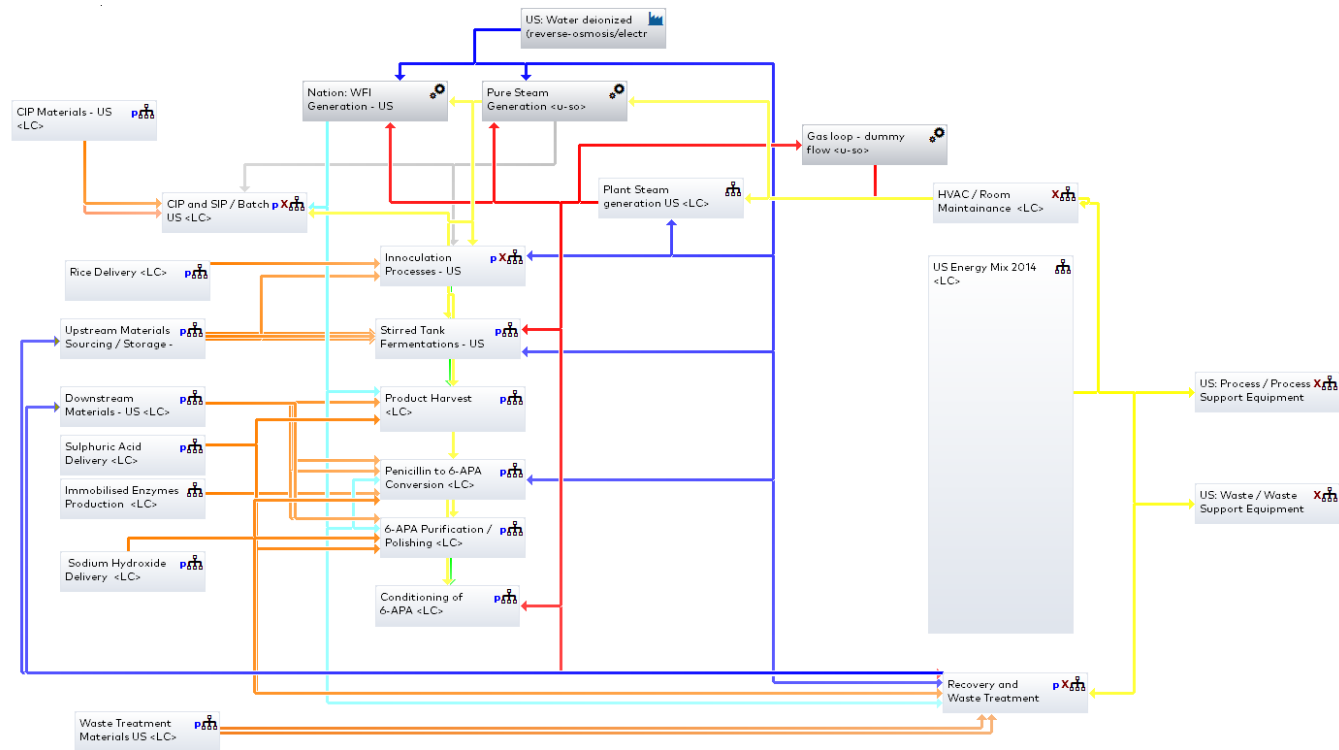 US: Water deionized
(reverse-osmosis/electr
Nation: WFI
Generation - US
Pure Steam
Generation <u-so>
CIP Materials - US
<LC>
p
Gas loop - dummy
flow <u-so>
CIP and SIP / Batch p X
US <LC>
Plant Steam
generation US <LC>
HVAC / Room X
Maintainance <LC>
Rice Delivery <LC> p
Innoculation p X
Processes - US
US Energy Mix 2014
<LC>
Upstream Materials p
Sourcing / Storage -
Stirred Tank p
Fermentations - US
Downstream p
Materials - US <LC>
Product Harvest p
<LC>
US: Process / Process X
Support Equipment
Sulphuric Acid p
Delivery <LC>
Immobilised Enzymes
Production <LC>
Penicillin to 6-APA p
Conversion <LC>
US: Waste / Waste X
Support Equipment
6-APA Purification / p
Polishing <LC>
Sodium Hydroxide p
Delivery <LC>
Conditioning of p
6-APA <LC>
Recovery and p X
Waste Treatment
Waste Treatment p
Materials US <LC>